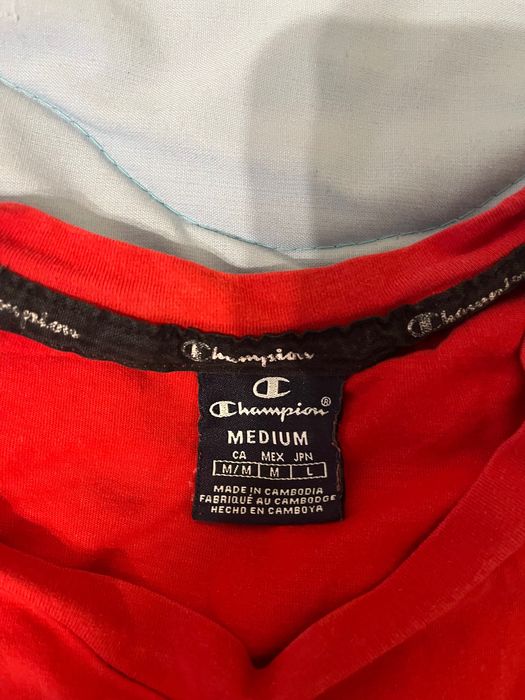 Champion
Champion
Champion
Champion®
MEDIUM
CA MEX JPN
M/M M L
MADE IN CAMBODIA
FABRIQUÉ AU CAMBODGE
HECHO EN CAMBOYA